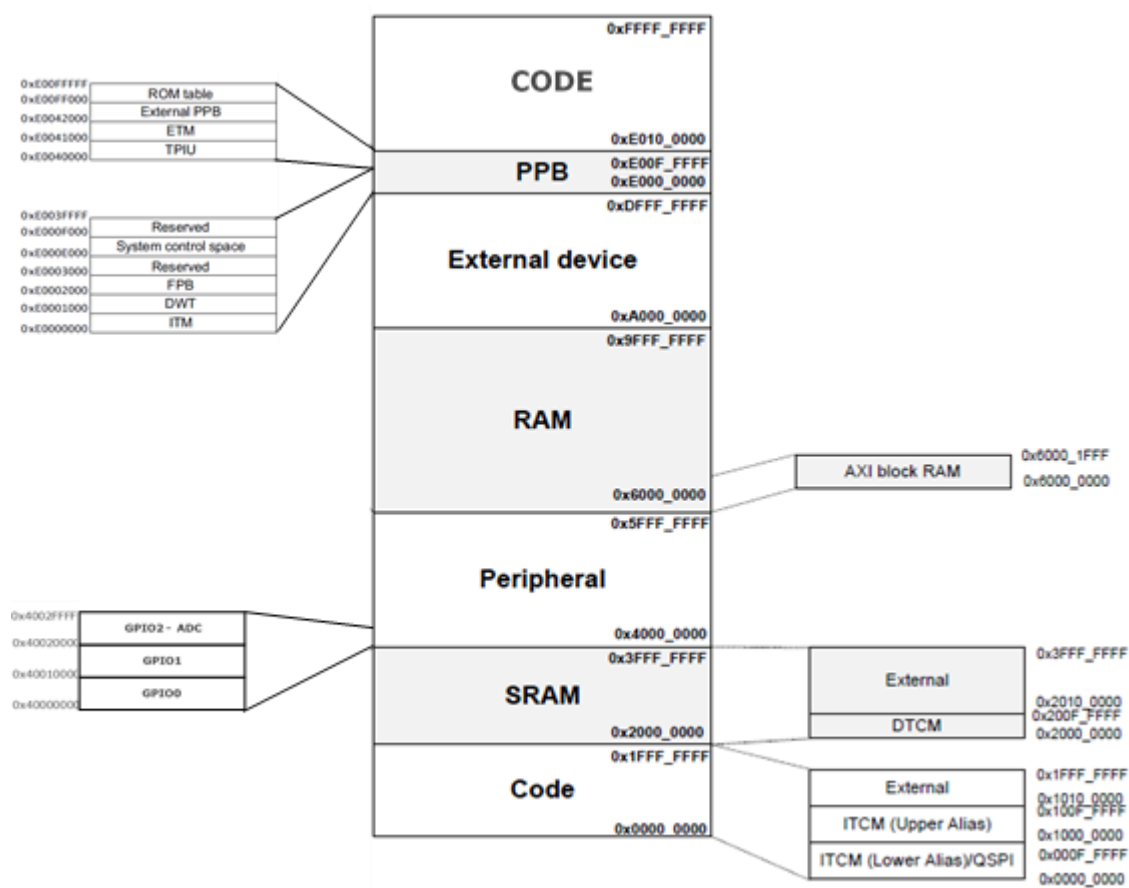 0xFFFF_FFFF
CODE
0xE010_0000
0xE00FFFFF
ROM table
0xE00FF000
External PPB
0xE0042000
ETM
0xE0041000
TPIU
0xE0040000
PPB
0xE00F_FFFF
0xE000_0000
0xE003FFFF
Reserved
0xE000F000
System control space
0xE000E000
Reserved
0xE0003000
FPB
0xE0002000
DWT
0xE0001000
ITM
0xE0000000
0xDFFF_FFFF
External device
0xA000_0000
0x9FFF_FFFF
RAM
0x6000_0000
AXI block RAM
0x6000_1FFF
0x6000_0000
0x5FFF_FFFF
Peripheral
0x4000_0000
0x4002FFFF
GPIO2 - ADC
0x40020000
GPIO1
0x40010000
GPIO0
0x40000000
0x3FFF_FFFF
SRAM
0x2000_0000
0x3FFF_FFFF
External
0x2010_0000
0x200F_FFFF
DTCM
0x2000_0000
0x1FFF_FFFF
Code
0x0000_0000
0x1FFF_FFFF
External
0x1010_0000
0x100F_FFFF
ITCM (Upper Alias)
0x1000_0000
0x000F_FFFF
ITCM (Lower Alias)/QSPI
0x0000_0000